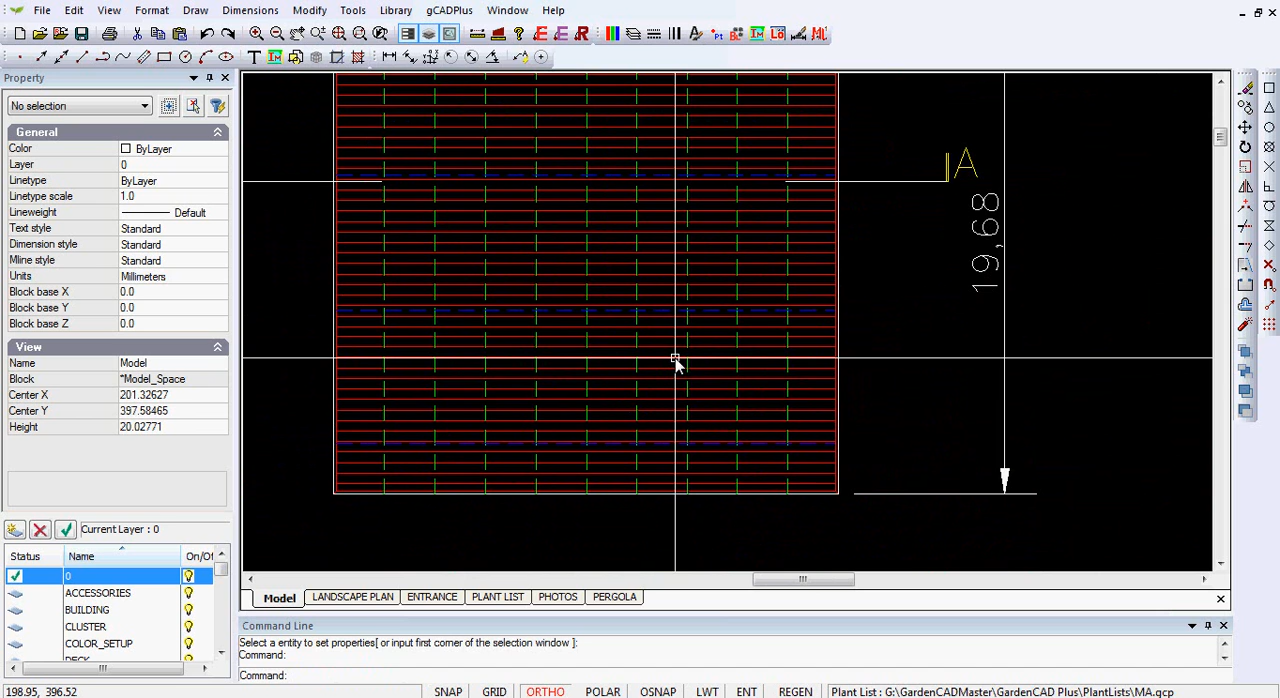 File Edit View Format Draw Dimensions Modify Tools Library gCADPlus Window Help
Property
No selection
General
Color ByLayer
Layer 0
Linetype ByLayer
Linetype scale 1.0
Lineweight Default
Text style Standard
Dimension style Standard
Mline style Standard
Units Millimeters
Block base X 0.0
Block base Y 0.0
Block base Z 0.0
View
Name Model
Block *Model_Space
Center X 201.32627
Center Y 397.58465
Height 20.02771
Current Layer : 0
Status Name On/Of
0
ACCESSORIES
BUILDING
CLUSTER
COLOR_SETUP
A
19,68
Model LANDSCAPE PLAN ENTRANCE PLANT LIST PHOTOS PERGOLA
Command Line
Select a entity to set properties[ or input first corner of the selection window ]:
Command:
Command:
198.95, 396.52 SNAP GRID ORTHO POLAR OSNAP LWT ENT REGEN Plant List : G:\GardenCADMaster\GardenCAD Plus\PlantLists\MA.gcp